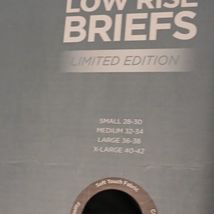 LOW RISE
BRIEFS
LIMITED EDITION
SMALL 28-30
MEDIUM 32-34
LARGE 36-38
X-LARGE 40-42
Soft Touch Fabric